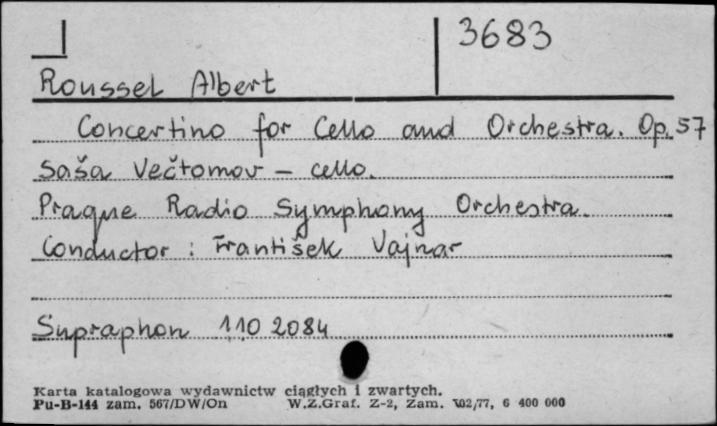 3683
Roussel Albert
Concertino for Cello and Orchestra. Op. 57
Saša Večtomov - cello.
Prague Radio Symphony Orchestra.
Conductor : František Vajnar
Supraphon 110 2084
Karta katalogowa wydawnictw ciągłych i zwartych.
Pu-B-144 zam. 567/DW/On W.Z.Graf. Z-2, Zam. 702/77, 6 400 000